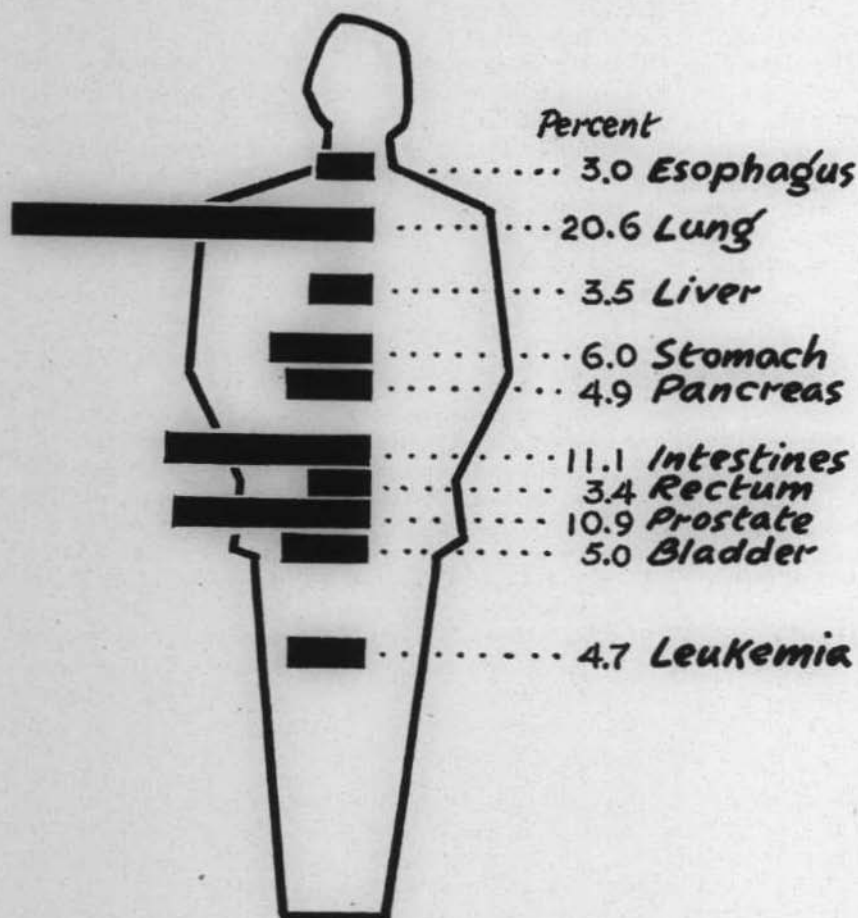 Percent
3.0 Esophagus
20.6 Lung
3.5 Liver
6.0 Stomach
4.9 Pancreas
11.1 Intestines
3.4 Rectum
10.9 Prostate
5.0 Bladder
4.7 Leukemia